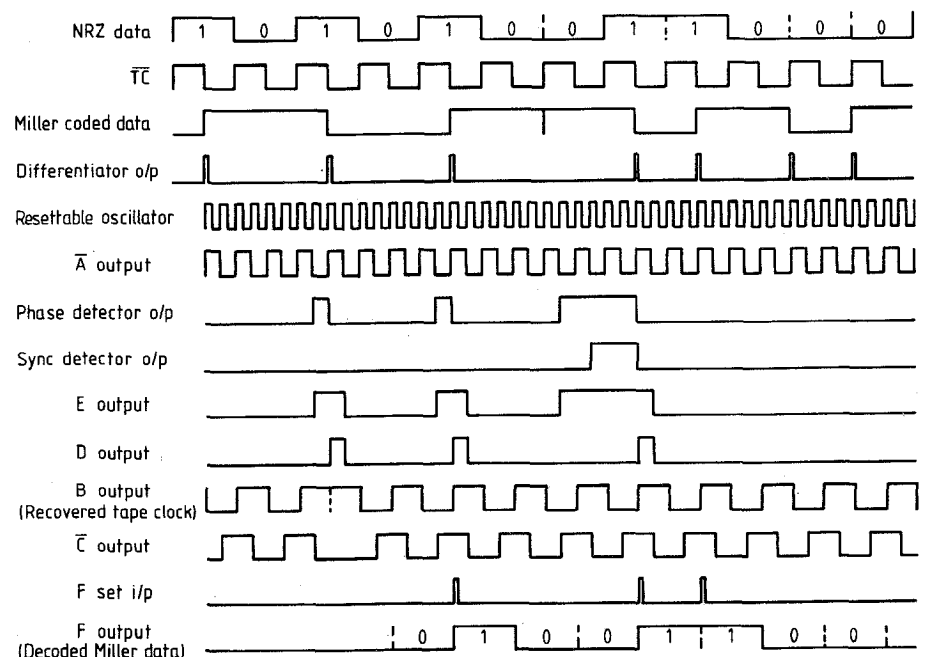 NRZ data 1 0 1 0 1 0 0 1 1 0 0 0
TC
Miller coded data
Differentiator o/p
Resettable oscillator
A output
Phase detector o/p
Sync detector o/p
E output
D output
B output
(Recovered tape clock)
C output
F set i/p
F output 0 1 0 0 1 1 0 0
(Decoded Miller data)